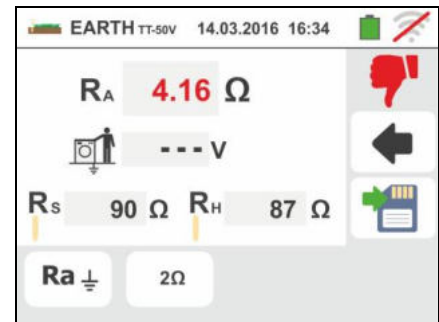 EARTH TT-50V 14.03.2016 16:34
RA 4.16 Ω
--- V
RS 90 Ω RH 87 Ω
Ra 2Ω